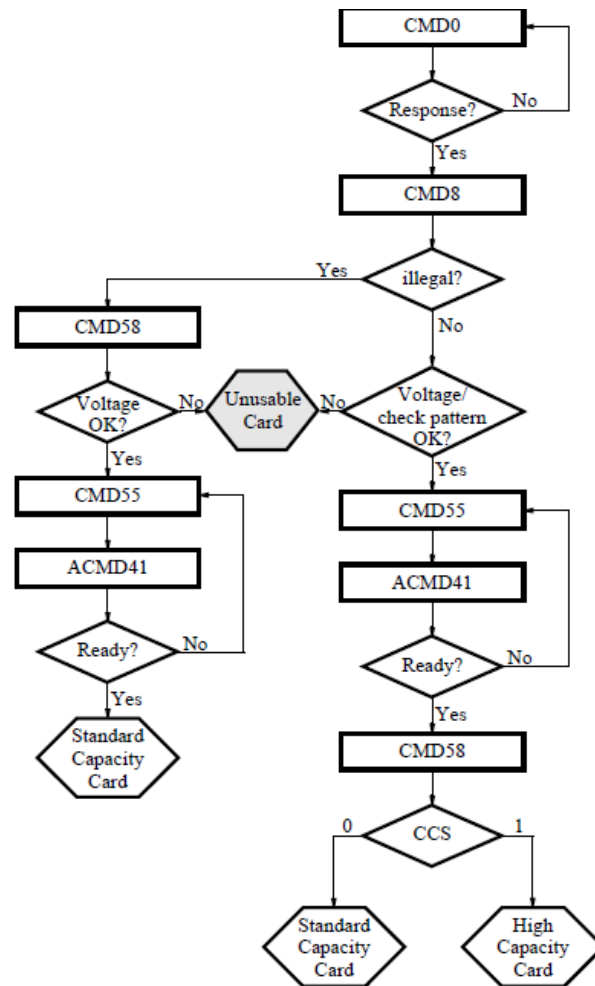 CMD0
Response?
No
Yes
CMD8
Yes
illegal?
No
CMD58
Voltage
OK?
No
Unusable
Card
No
Voltage/
check pattern
OK?
Yes
Yes
CMD55
CMD55
ACMD41
ACMD41
Ready?
No
Ready?
No
Yes
Yes
Standard
Capacity
Card
CMD58
0
CCS
1
Standard
Capacity
Card
High
Capacity
Card